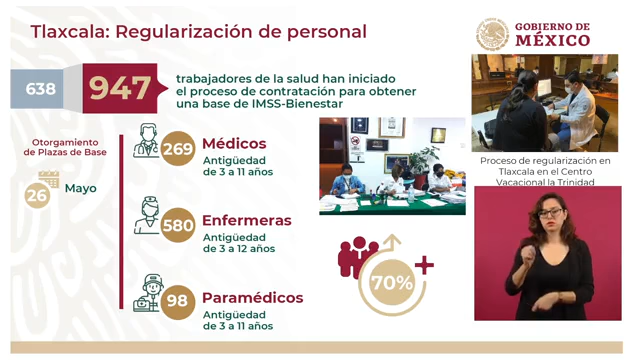 Tlaxcala: Regularización de personal
GOBIERNO DE
MÉXICO
638
947
trabajadores de la salud han iniciado
el proceso de contratación para obtener
una base de IMSS-Bienestar
Otorgamiento
de Plazas de Base
26
Mayo
269
Médicos
Antigüedad
de 3 a 11 años
580
Enfermeras
Antigüedad
de 3 a 12 años
98
Paramédicos
Antigüedad
de 3 a 11 años
70%
+
Proceso de regularización en
Tlaxcala en el Centro
Vacacional la Trinidad